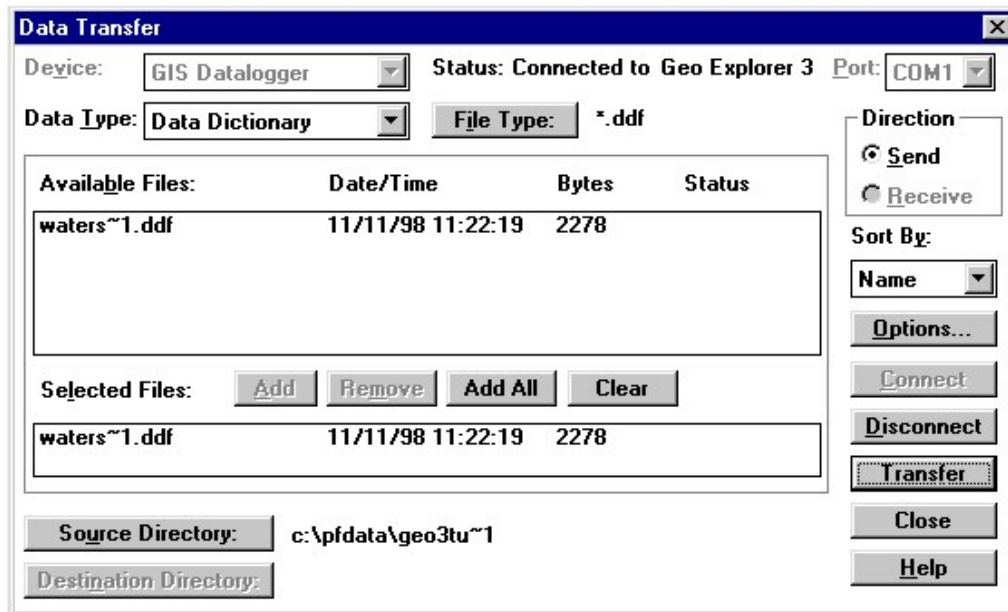 Data Transfer
Device: GIS Datalogger Status: Connected to Geo Explorer 3 Port: COM1
Data Type: Data Dictionary File Type: *.ddf
Direction
Send
Receive
Available Files: Date/Time Bytes Status
waters~1.ddf 11/11/98 11:22:19 2278
Sort By:
Name
Options...
Selected Files: Add Remove Add All Clear
Connect
waters~1.ddf 11/11/98 11:22:19 2278
Disconnect
Transfer
Source Directory: c:\pfdata\geo3tu~1
Close
Destination Directory:
Help